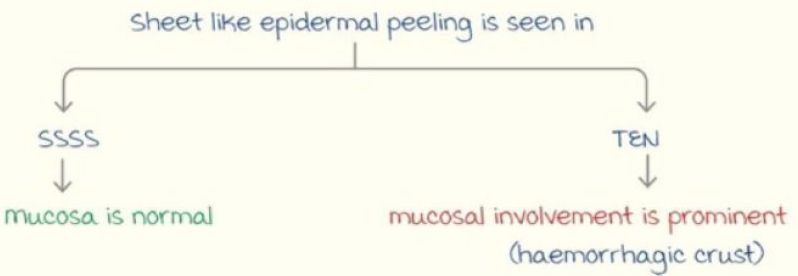 Sheet like epidermal peeling is seen in
SSSS
TEN
mucosa is normal
mucosal involvement is prominent
(haemorrhagic crust)